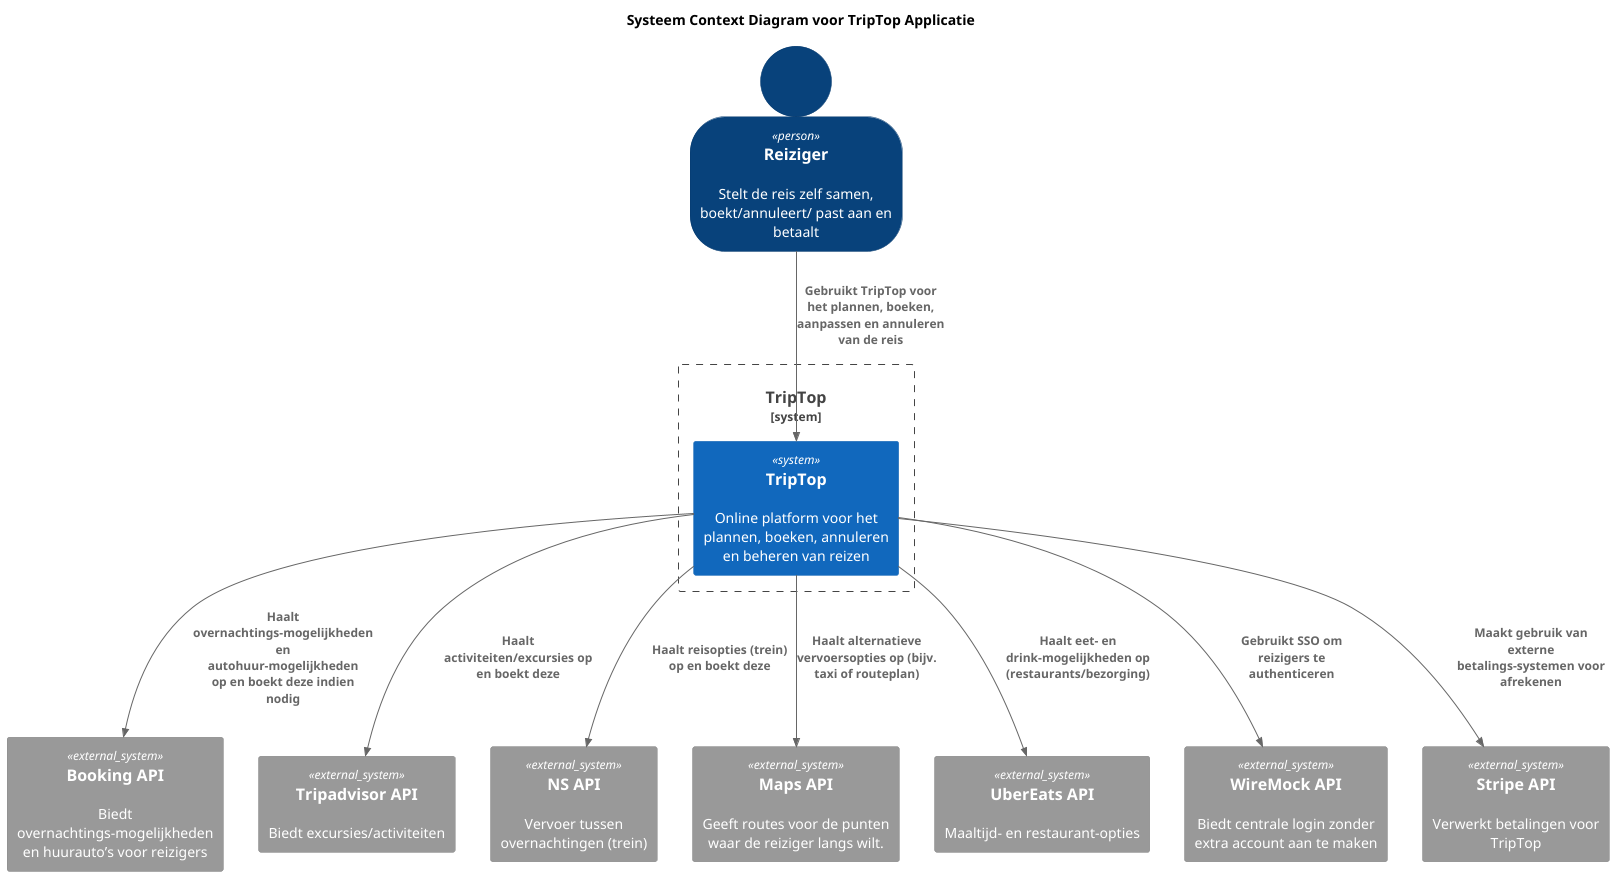 Systeem Context Diagram voor TripTop Applicatie
«person»
Reiziger
Stelt de reis zelf samen,
boekt/annuleert/ past aan en
betaalt
Gebruikt TripTop voor
het plannen, boeken,
aanpassen en annuleren
van de reis
TripTop
[system]
«system»
TripTop
Online platform voor het
plannen, boeken, annuleren
en beheren van reizen
Haalt
overnachtings-mogelijkheden
en
autohuur-mogelijkheden
op en boekt deze indien
nodig
Haalt
activiteiten/excursies op
en boekt deze
Haalt reisopties (trein)
op en boekt deze
Haalt alternatieve
vervoersopties op (bijv.
taxi of routeplan)
Haalt eet- en
drink-mogelijkheden op
(restaurants/bezorging)
Gebruikt SSO om
reizigers te
authenticeren
Maakt gebruik van
externe
betalings-systemen voor
afrekenen
«external_system»
Booking API
Biedt
overnachtings-mogelijkheden
en huurauto’s voor reizigers
«external_system»
Tripadvisor API
Biedt excursies/activiteiten
«external_system»
NS API
Vervoer tussen
overnachtingen (trein)
«external_system»
Maps API
Geeft routes voor de punten
waar de reiziger langs wilt.
«external_system»
UberEats API
Maaltijd- en restaurant-opties
«external_system»
WireMock API
Biedt centrale login zonder
extra account aan te maken
«external_system»
Stripe API
Verwerkt betalingen voor
TripTop